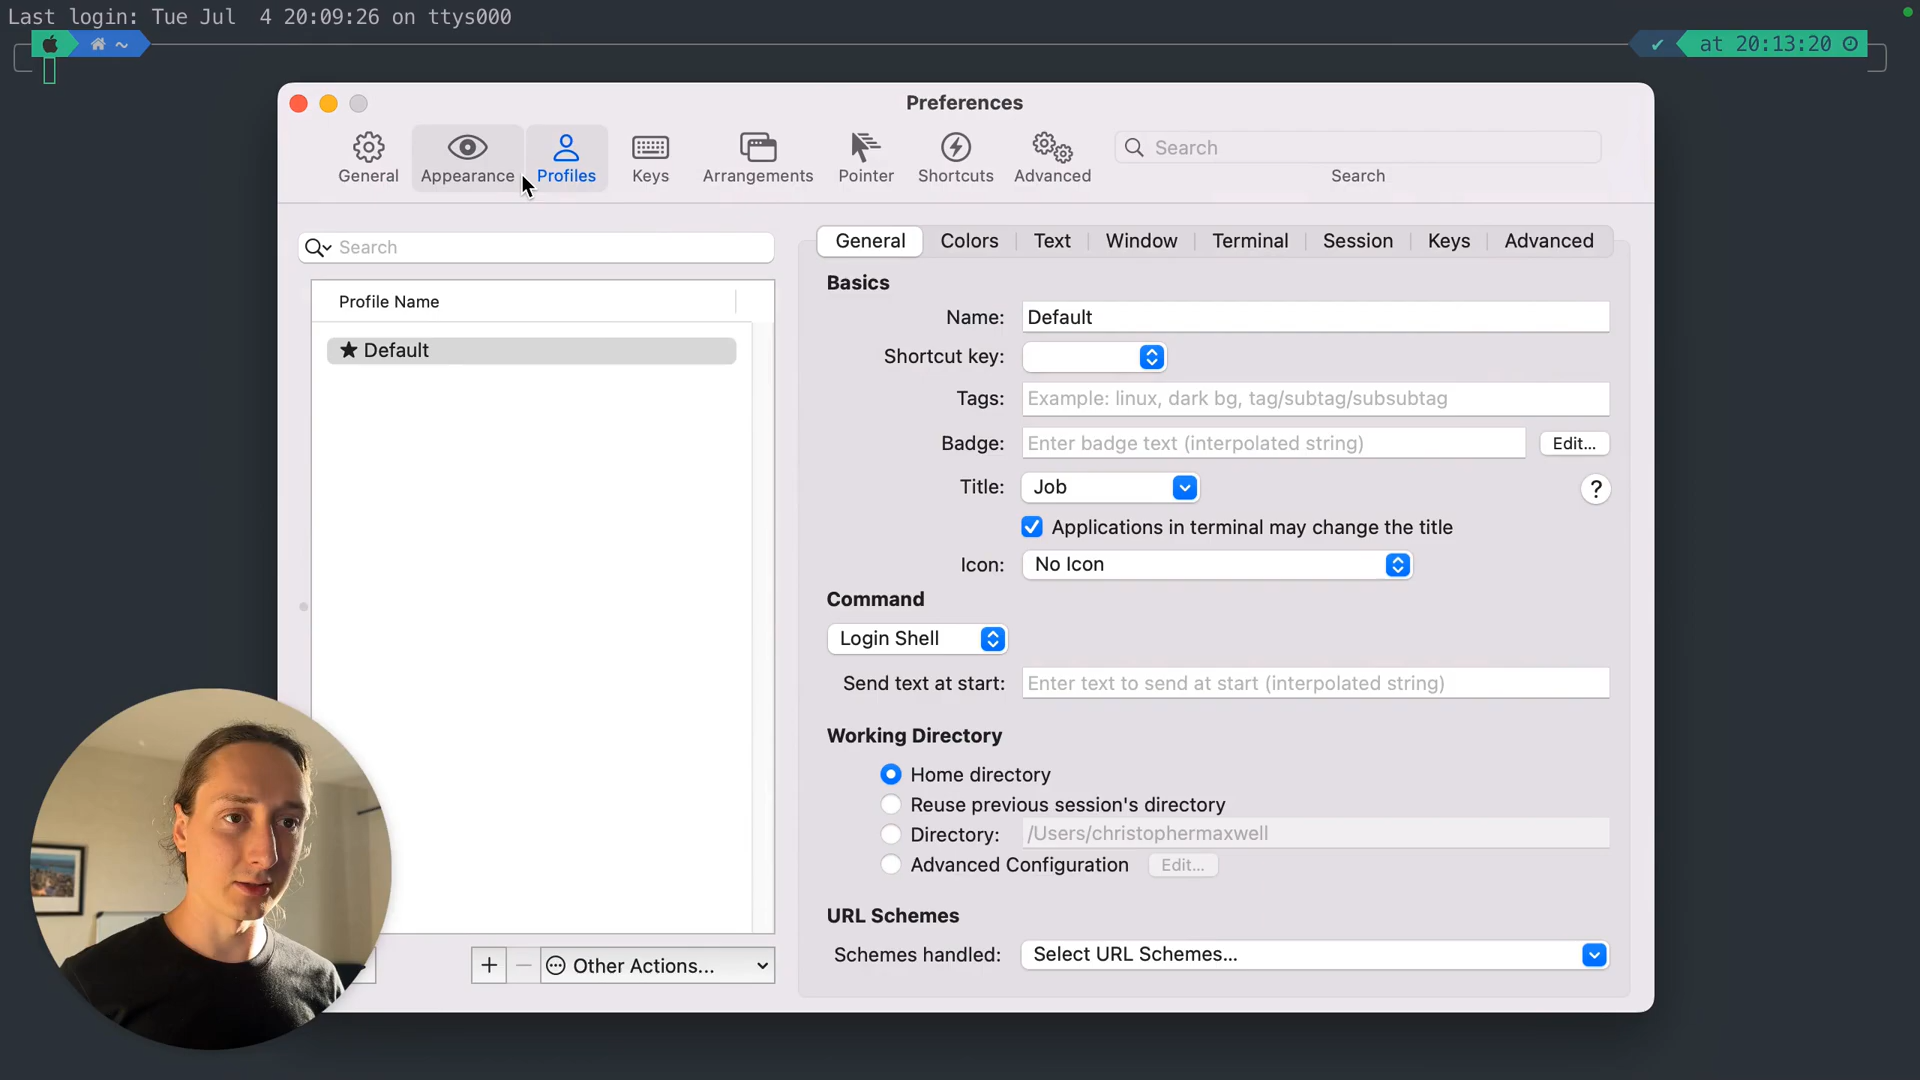 Last login: Tue Jul  4 20:09:26 on ttys000
~
✔ at 20:13:20
Preferences
General
Appearance
Profiles
Keys
Arrangements
Pointer
Shortcuts
Advanced
Search
Search
Search
Profile Name
★ Default
Other Actions...
General
Colors
Text
Window
Terminal
Session
Keys
Advanced
Basics
Name: Default
Shortcut key:
Tags: Example: linux, dark bg, tag/subtag/subsubtag
Badge: Enter badge text (interpolated string) Edit...
Title: Job ?
Applications in terminal may change the title
Icon: No Icon
Command
Login Shell
Send text at start: Enter text to send at start (interpolated string)
Working Directory
Home directory
Reuse previous session's directory
Directory: /Users/christophermaxwell
Advanced Configuration Edit...
URL Schemes
Schemes handled: Select URL Schemes...